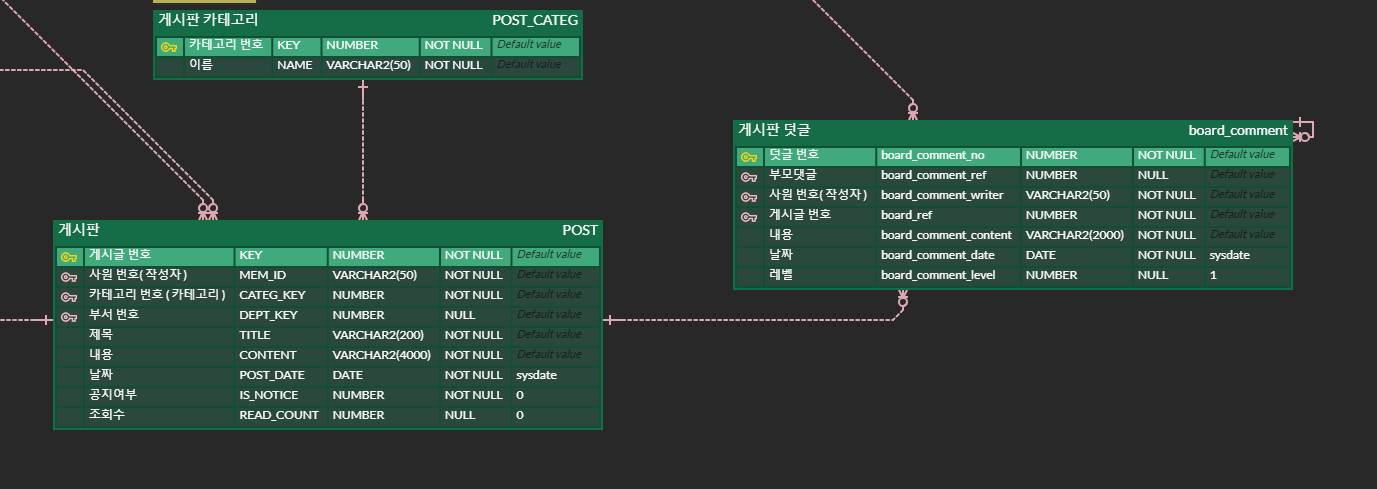 게시판 카테고리 POST_CATEG
카테고리 번호 KEY NUMBER NOT NULL Default value
이름 NAME VARCHAR2(50) NOT NULL Default value
게시판 덧글 board_comment
덧글 번호 board_comment_no NUMBER NOT NULL Default value
부모댓글 board_comment_ref NUMBER NULL Default value
사원 번호( 작성자 ) board_comment_writer VARCHAR2(50) NOT NULL Default value
게시글 번호 board_ref NUMBER NOT NULL Default value
내용 board_comment_content VARCHAR2(2000) NOT NULL Default value
날짜 board_comment_date DATE NOT NULL sysdate
레벨 board_comment_level NUMBER NULL 1
게시판 POST
게시글 번호 KEY NUMBER NOT NULL Default value
사원 번호( 작성자 ) MEM_ID VARCHAR2(50) NOT NULL Default value
카테고리 번호 ( 카테고리 ) CATEG_KEY NUMBER NOT NULL Default value
부서 번호 DEPT_KEY NUMBER NULL Default value
제목 TITLE VARCHAR2(200) NOT NULL Default value
내용 CONTENT VARCHAR2(4000) NOT NULL Default value
날짜 POST_DATE DATE NOT NULL sysdate
공지여부 IS_NOTICE NUMBER NOT NULL 0
조회수 READ_COUNT NUMBER NULL 0